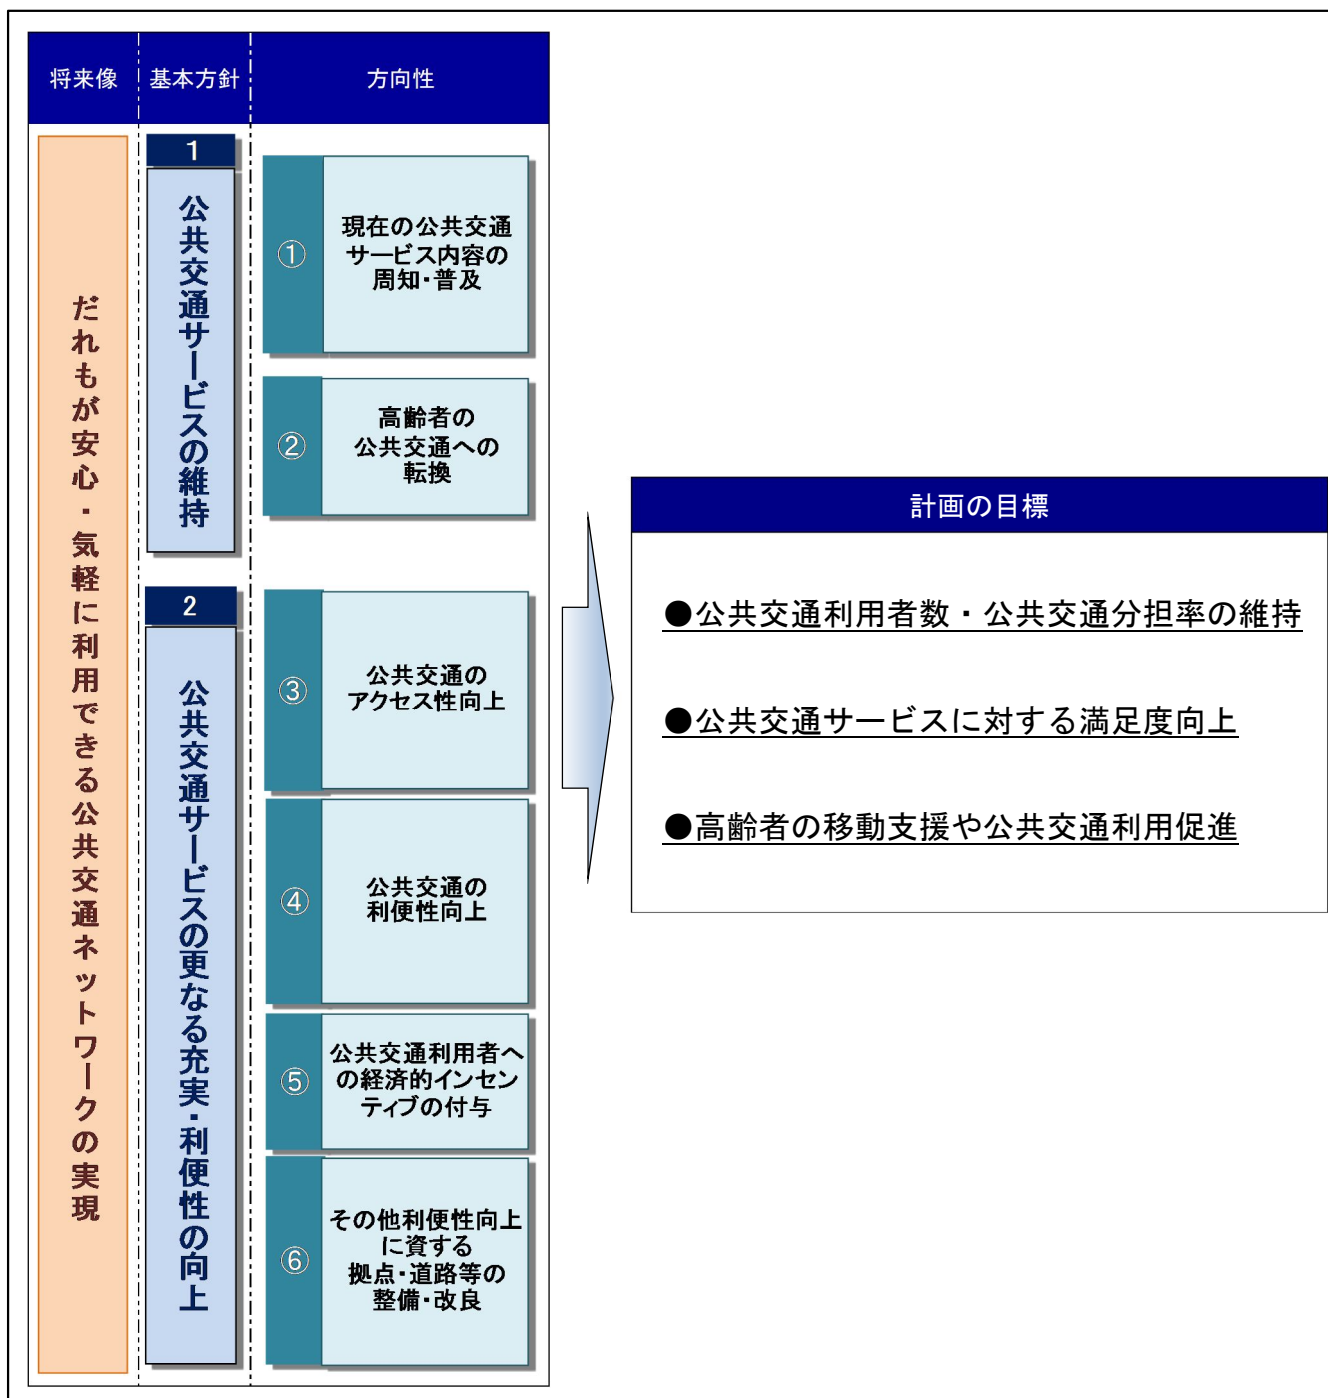 将来像
基本方針
方向性
だれもが安心・気軽に利用できる公共交通ネットワークの実現
1
公共交通サービスの維持
①
現在の公共交通
サービス内容の
周知・普及
②
高齢者の
公共交通への
転換
2
公共交通サービスの更なる充実・利便性の向上
③
公共交通の
アクセス性向上
④
公共交通の
利便性向上
⑤
公共交通利用者へ
の経済的インセン
ティブの付与
⑥
その他利便性向上
に資する
拠点・道路等の
整備・改良
計画の目標
●公共交通利用者数・公共交通分担率の維持
●公共交通サービスに対する満足度向上
●高齢者の移動支援や公共交通利用促進